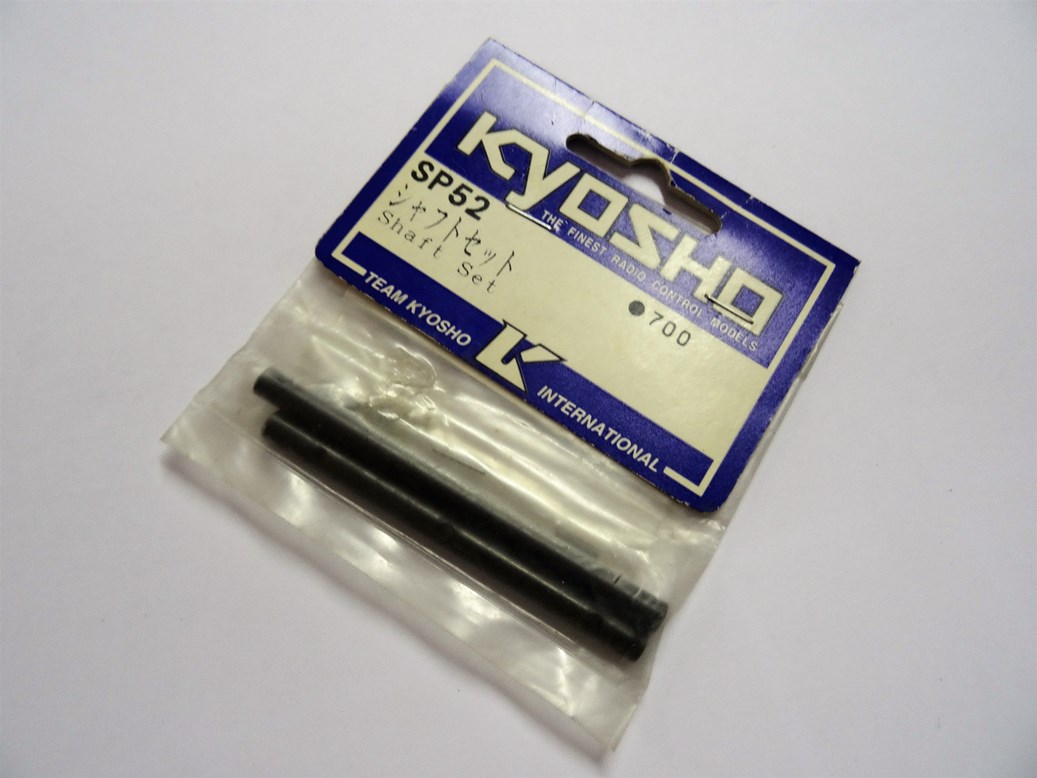 KYOSHO
THE FINEST RADIO CONTROL MODELS
SP52
シャフトセット
Shaft Set
●700
TEAM KYOSHO K INTERNATIONAL